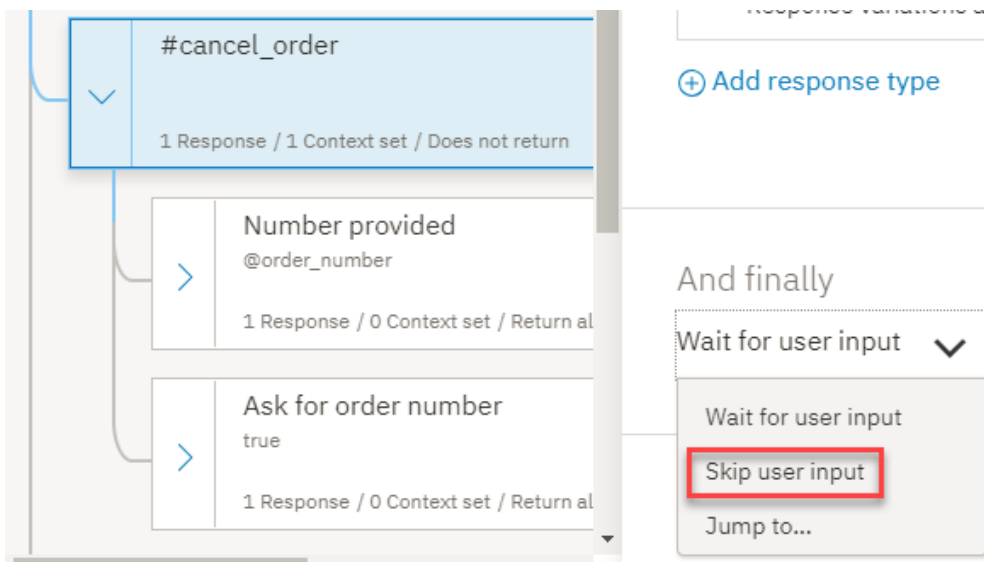 #cancel_order
1 Response / 1 Context set / Does not return
Number provided
@order_number
1 Response / 0 Context set / Return al
Ask for order number
true
1 Response / 0 Context set / Return al
Response variations a
Add response type
And finally
Wait for user input
Wait for user input
Skip user input
Jump to...